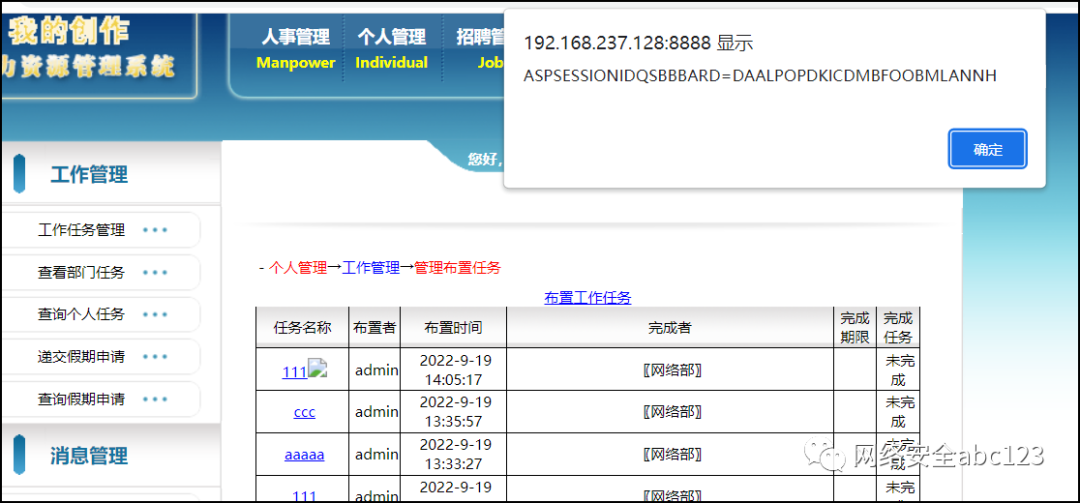 我的创作
力资源管理系统
人事管理 个人管理 招聘管
Manpower Individual Job
192.168.237.128:8888 显示
ASPSESSIONIDQSBBBARD=DAALPOPDKICDMBFOOBMLANNH
确定
您好,
工作管理
工作任务管理
查看部门任务
查询个人任务
递交假期申请
查询假期申请
消息管理
- 个人管理→工作管理→管理布置任务
布置工作任务
任务名称 布置者 布置时间 完成者 完成期限 完成任务
111 admin 2022-9-19 14:05:17 〖网络部〗 未完成
ccc admin 2022-9-19 13:35:57 〖网络部〗 未完成
aaaaa admin 2022-9-19 13:33:27 〖网络部〗 未完成
111 admin 2022-9-19 〖网络部〗 未完
网络安全abc123